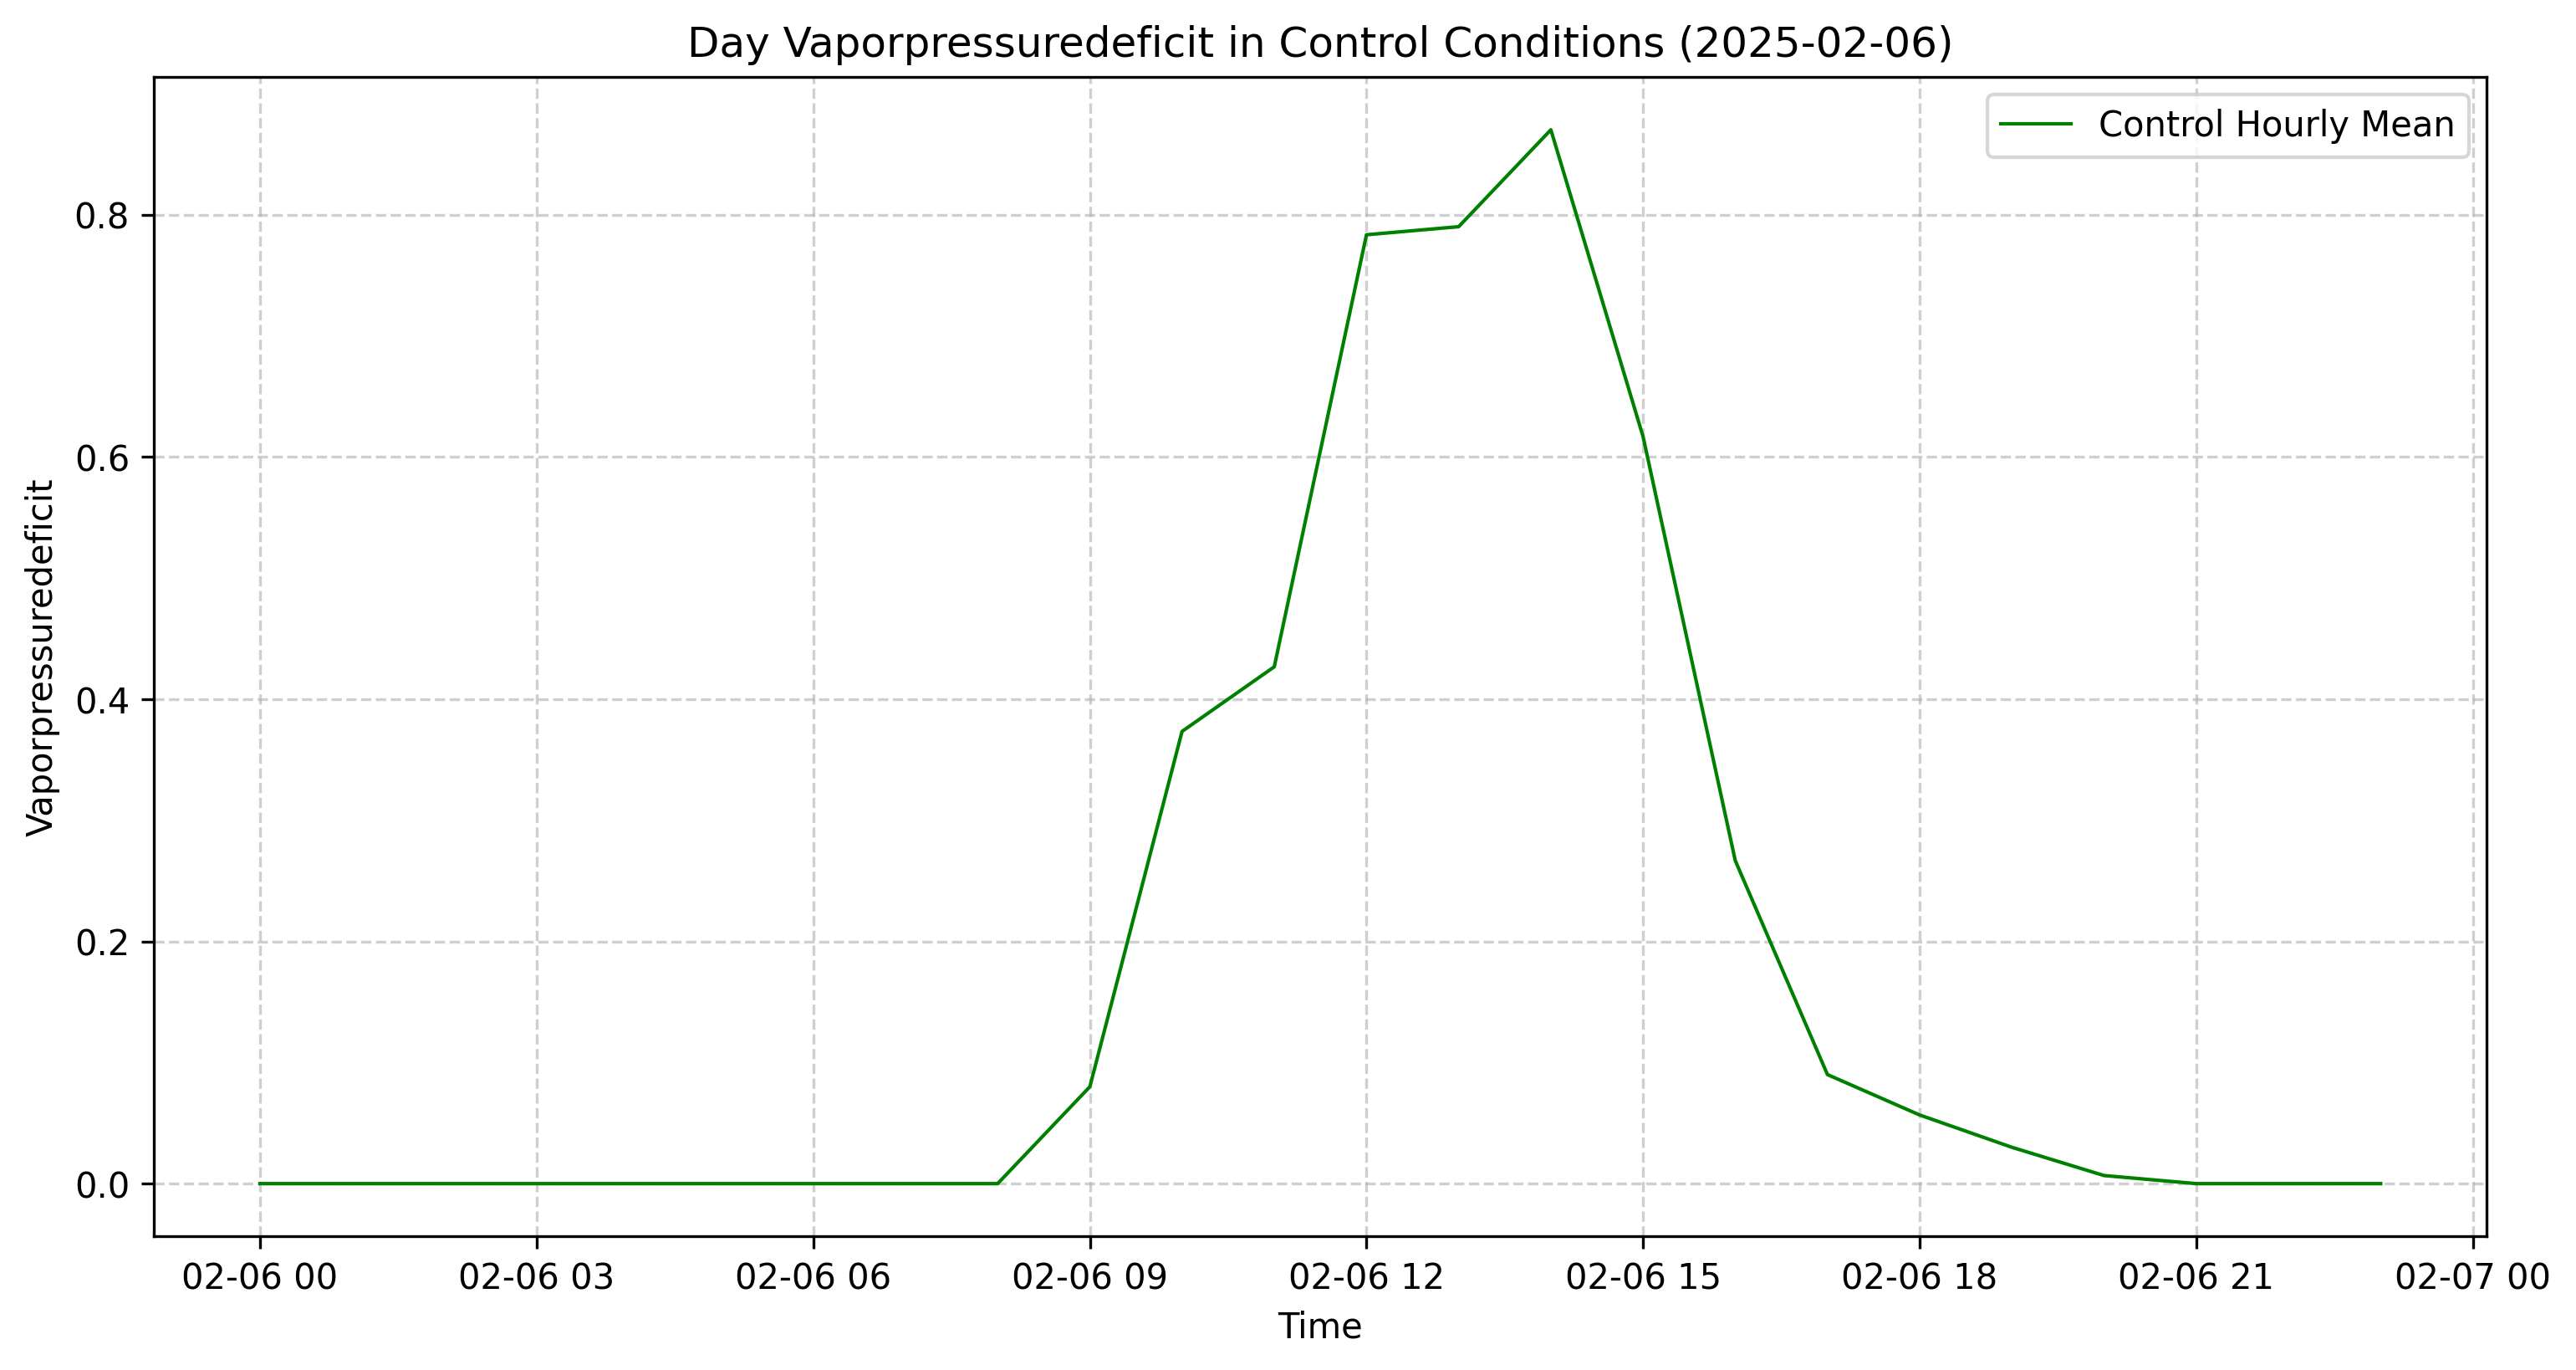 Day Vaporpressuredeficit in Control Conditions (2025-02-06)
Control Hourly Mean
Vaporpressuredeficit
0.8
0.6
0.4
0.2
0.0
02-06 00 02-06 03 02-06 06 02-06 09 02-06 12 02-06 15 02-06 18 02-06 21 02-07 00
Time